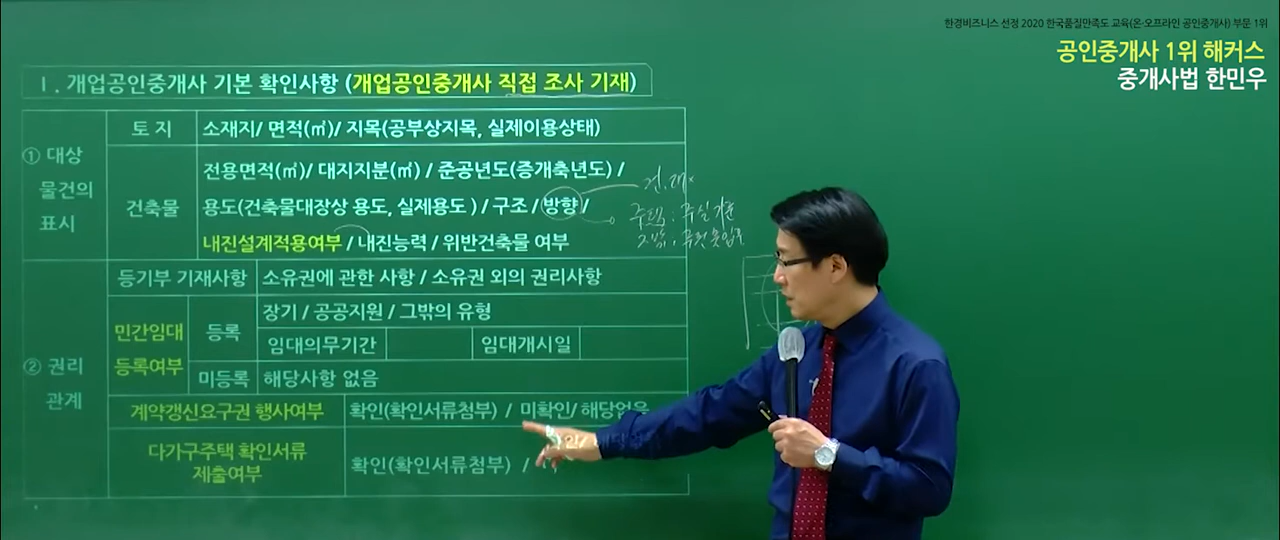 한경비즈니스 선정 2020 한국품질만족도 교육(온·오프라인 공인중개사) 부문 1위
공인중개사 1위 해커스
중개사법 한민우
Ⅰ. 개업공인중개사 기본 확인사항 (개업공인중개사 직접 조사 기재)
① 대상
물건의
표시
토 지
소재지/ 면적(㎡)/ 지목(공부상지목, 실제이용상태)
건축물
전용면적(㎡)/ 대지지분(㎡) / 준공년도(증개축년도) /
용도(건축물대장상 용도, 실제용도 ) / 구조 / 방향 /
내진설계적용여부 / 내진능력 / 위반건축물 여부
건.대×
주택 : 주실 기준
② 권리
관계
등기부 기재사항
소유권에 관한 사항 / 소유권 외의 권리사항
민간임대
등록여부
등록
장기 / 공공지원 / 그밖의 유형
임대의무기간
임대개시일
미등록
해당사항 없음
계약갱신요구권 행사여부
확인(확인서류첨부) / 미확인/ 해당없음
다가구주택 확인서류
제출여부
확인(확인서류첨부) /